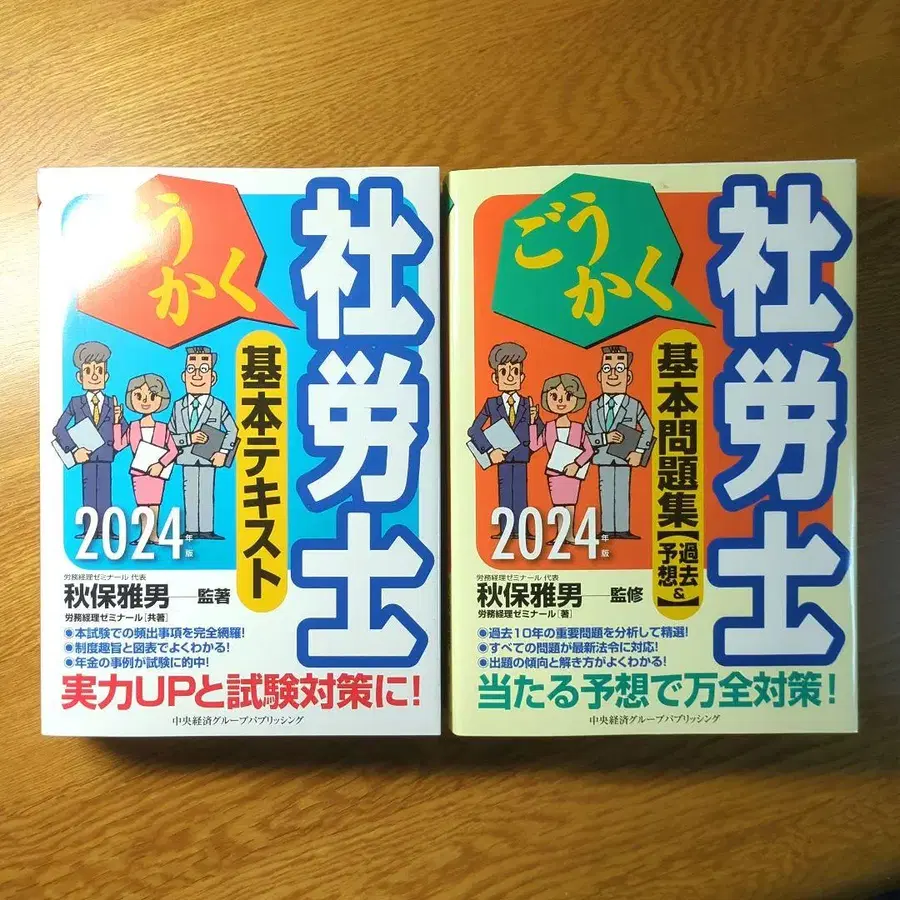 ごう
かく
社労士
基本テキスト
2024年版
労務経理ゼミナール 代表
秋保雅男――監著
労務経理ゼミナール[共著]
●本試験での頻出事項を完全網羅!
●制度趣旨と図表でよくわかる!
●年金の事例が試験に的中!
実力UPと試験対策に!
中央経済グループパブリッシング
ごう
かく
社労士
基本問題集【過去&予想】
2024年版
労務経理ゼミナール 代表
秋保雅男――監修
労務経理ゼミナール[著]
●過去10年の重要問題を分析して精選!
●すべての問題が最新法令に対応!
●出題の傾向と解き方がよくわかる!
当たる予想で万全対策!
中央経済グループパブリッシング